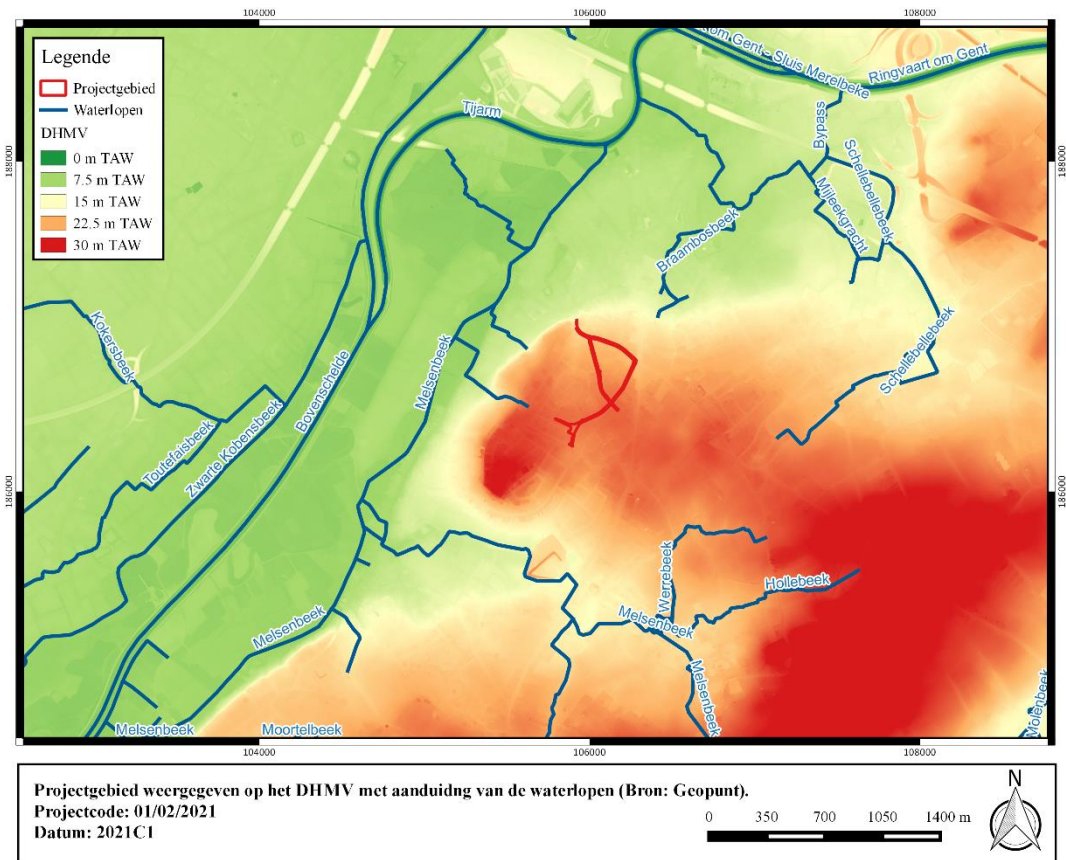 104000
106000
108000
Legende
Projectgebied
Waterlopen
DHMV
0 m TAW
7.5 m TAW
15 m TAW
22.5 m TAW
30 m TAW
188000
188000
186000
186000
om Gent - Sluis Merelbeke
Ringvaart om Gent
Tijarm
Bypass
Schellebellebeek
Mijleekgracht
Braambosbeek
Kokersbeek
Melsenbeek
Bovenschelde
Schellebellebeek
Toutefaisbeek
Zwarte Kobensbeek
Werrebeek
Hollebeek
Melsenbeek
Melsenbeek
Melsenbeek
Molenbeek
Melsenbeek
Moortelbeek
104000
106000
108000
Projectgebied weergegeven op het DHMV met aanduidng van de waterlopen (Bron: Geopunt).
Projectcode: 01/02/2021
Datum: 2021C1
0 350 700 1050 1400 m
N